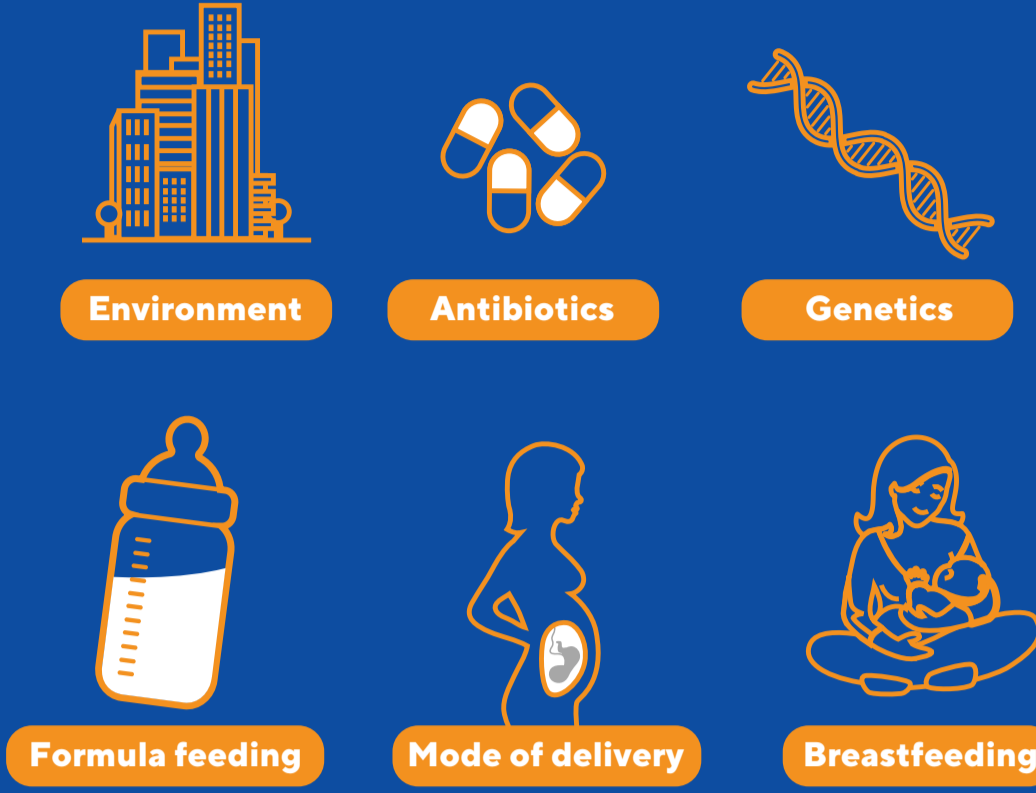 Environment
Antibiotics
Genetics
Formula feeding
Mode of delivery
Breastfeeding